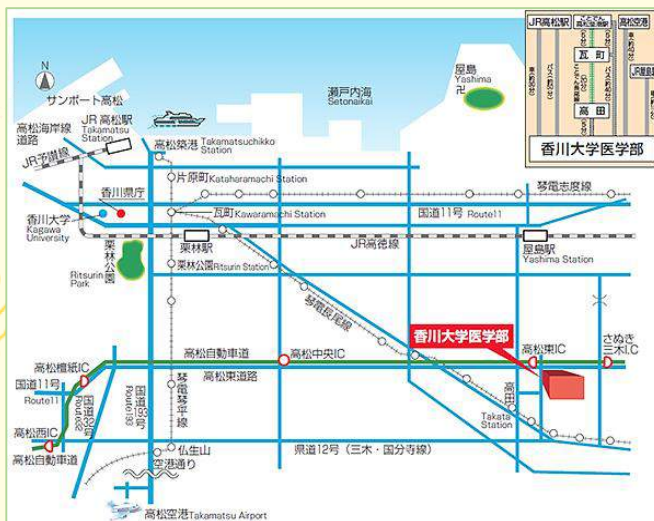 JR高松駅
高松空港
瓦町
高田
香川大学医学部
N
サンポート高松
屋島
Yashima
卍
瀬戸内海
Setonaikai
JR 高松駅
Takamatsu
Station
高松海岸線
道路
JR予讃線
高松築港 Takamatsuchikko
Station
片原町 Kataharamachi Station
琴電志度線
香川県庁
瓦町 Kawaramachi Station
国道11号 Route11
香川大学
Kagawa
University
栗林駅
JR高徳線
屋島駅
Yashima Station
栗林公園
Ritsurin
Park
栗林公園 Ritsurin Station
琴電長尾線
香川大学医学部
高松自動車道
高松中央IC
高松東IC
さぬき
三木I.C
高松檀紙IC
高松東道路
国道11号
Route11
国道32号
国道193号
Route193
琴電琴平線
高田
Takata
Station
高松西IC
高松自動車道
仏生山
空港通り
県道12号(三木・国分寺線)
高松空港 Takamatsu Airport